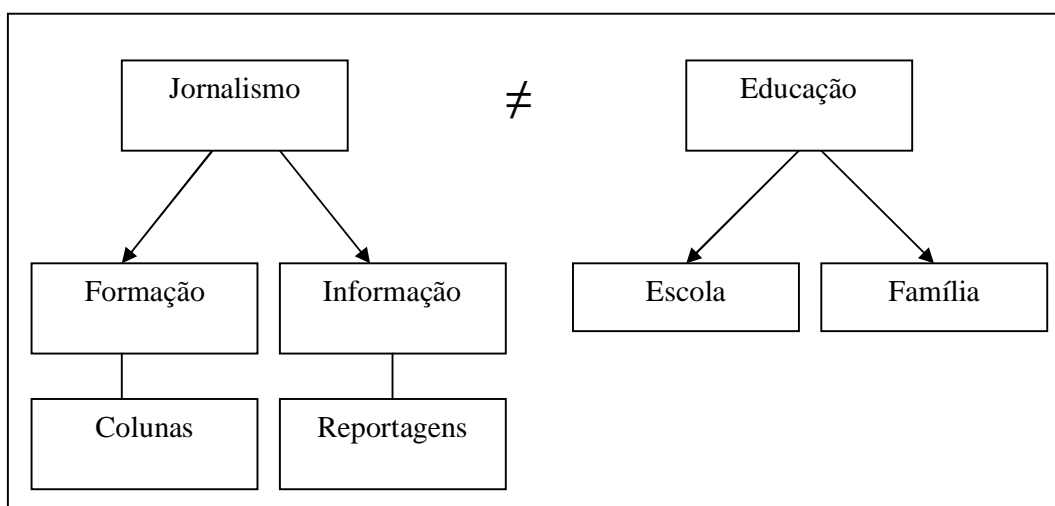 Jornalismo
≠
Educação
Formação
Informação
Escola
Família
Colunas
Reportagens